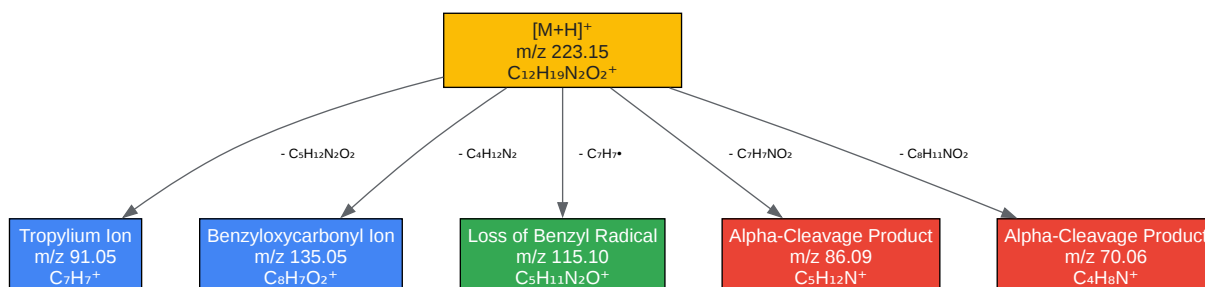 [M+H]⁺
m/z 223.15
C₁₂H₁₉N₂O₂⁺
- C₅H₁₂N₂O₂
- C₄H₁₂N₂
- C₇H₇•
- C₇H₇NO₂
- C₈H₁₁NO₂
Tropylium Ion
m/z 91.05
C₇H₇⁺
Benzyloxycarbonyl Ion
m/z 135.05
C₈H₇O₂⁺
Loss of Benzyl Radical
m/z 115.10
C₅H₁₁N₂O⁺
Alpha-Cleavage Product
m/z 86.09
C₅H₁₂N⁺
Alpha-Cleavage Product
m/z 70.06
C₄H₈N⁺